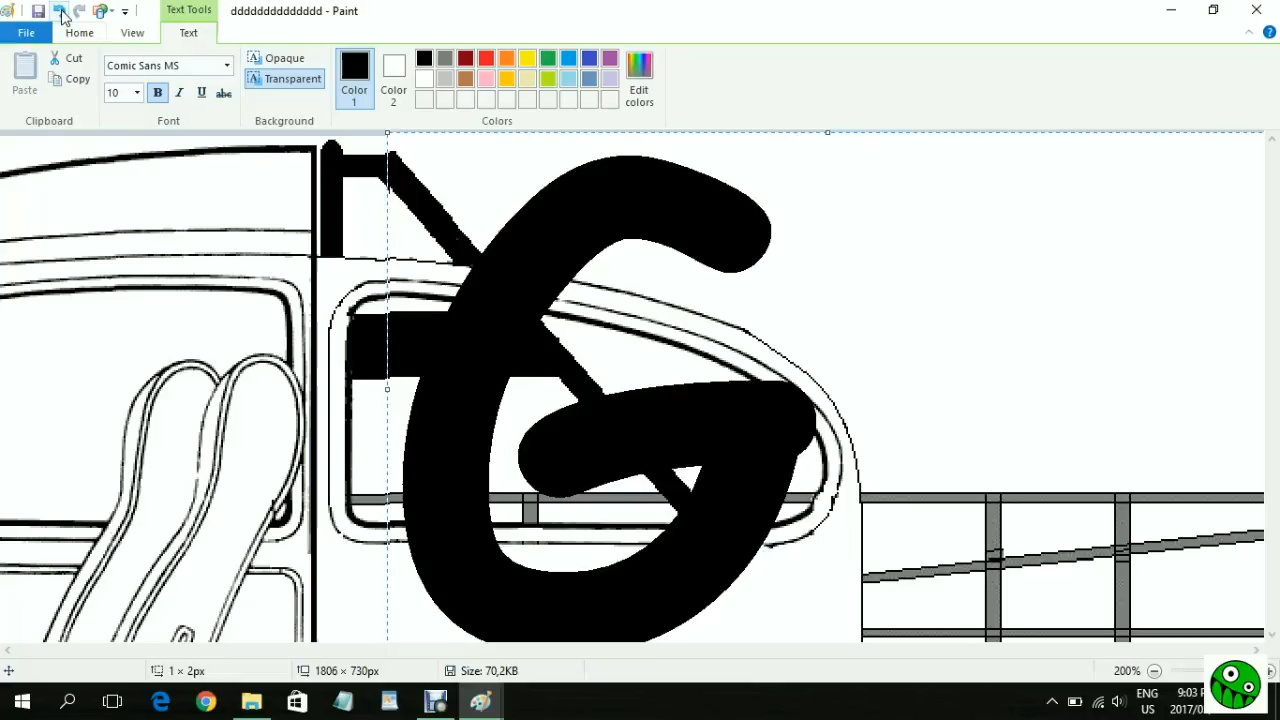 Text Tools
dddddddddddddd - Paint
File
Home
View
Text
Paste
Cut
Copy
Clipboard
Comic Sans MS
10
B
I
U
abc
Font
A Opaque
A Transparent
Background
Color 1
Color 2
Edit colors
Colors
G
1 × 2px
1806 × 730px
Size: 70,2KB
200%
ENG
US
9:03
2017/0